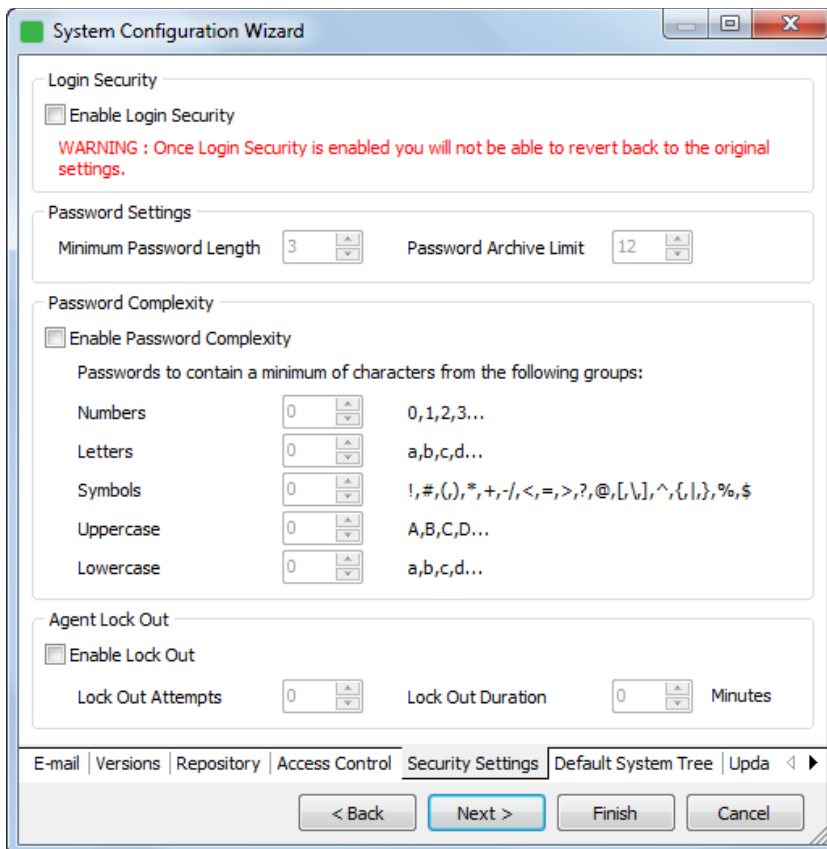 System Configuration Wizard
Login Security
Enable Login Security
WARNING : Once Login Security is enabled you will not be able to revert back to the original
settings.
Password Settings
Minimum Password Length 3 Password Archive Limit 12
Password Complexity
Enable Password Complexity
Passwords to contain a minimum of characters from the following groups:
Numbers 0 0,1,2,3...
Letters 0 a,b,c,d...
Symbols 0 !,#,(,),*,+,-/,<,=,>,?,@,[,\,],^,{,|,},%,$
Uppercase 0 A,B,C,D...
Lowercase 0 a,b,c,d...
Agent Lock Out
Enable Lock Out
Lock Out Attempts 0 Lock Out Duration 0 Minutes
E-mail Versions Repository Access Control Security Settings Default System Tree Upda
< Back Next > Finish Cancel